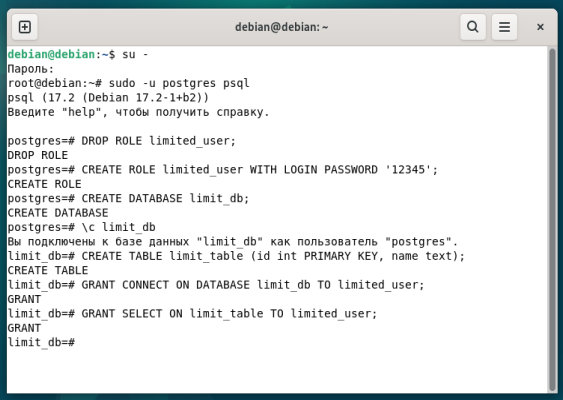 debian@debian: ~
debian@debian:~$ su -
Пароль:
root@debian:~# sudo -u postgres psql
psql (17.2 (Debian 17.2-1+b2))
Введите "help", чтобы получить справку.
postgres=# DROP ROLE limited_user;
DROP ROLE
postgres=# CREATE ROLE limited_user WITH LOGIN PASSWORD '12345';
CREATE ROLE
postgres=# CREATE DATABASE limit_db;
CREATE DATABASE
postgres=# \c limit_db
Вы подключены к базе данных "limit_db" как пользователь "postgres".
limit_db=# CREATE TABLE limit_table (id int PRIMARY KEY, name text);
CREATE TABLE
limit_db=# GRANT CONNECT ON DATABASE limit_db TO limited_user;
GRANT
limit_db=# GRANT SELECT ON limit_table TO limited_user;
GRANT
limit_db=#